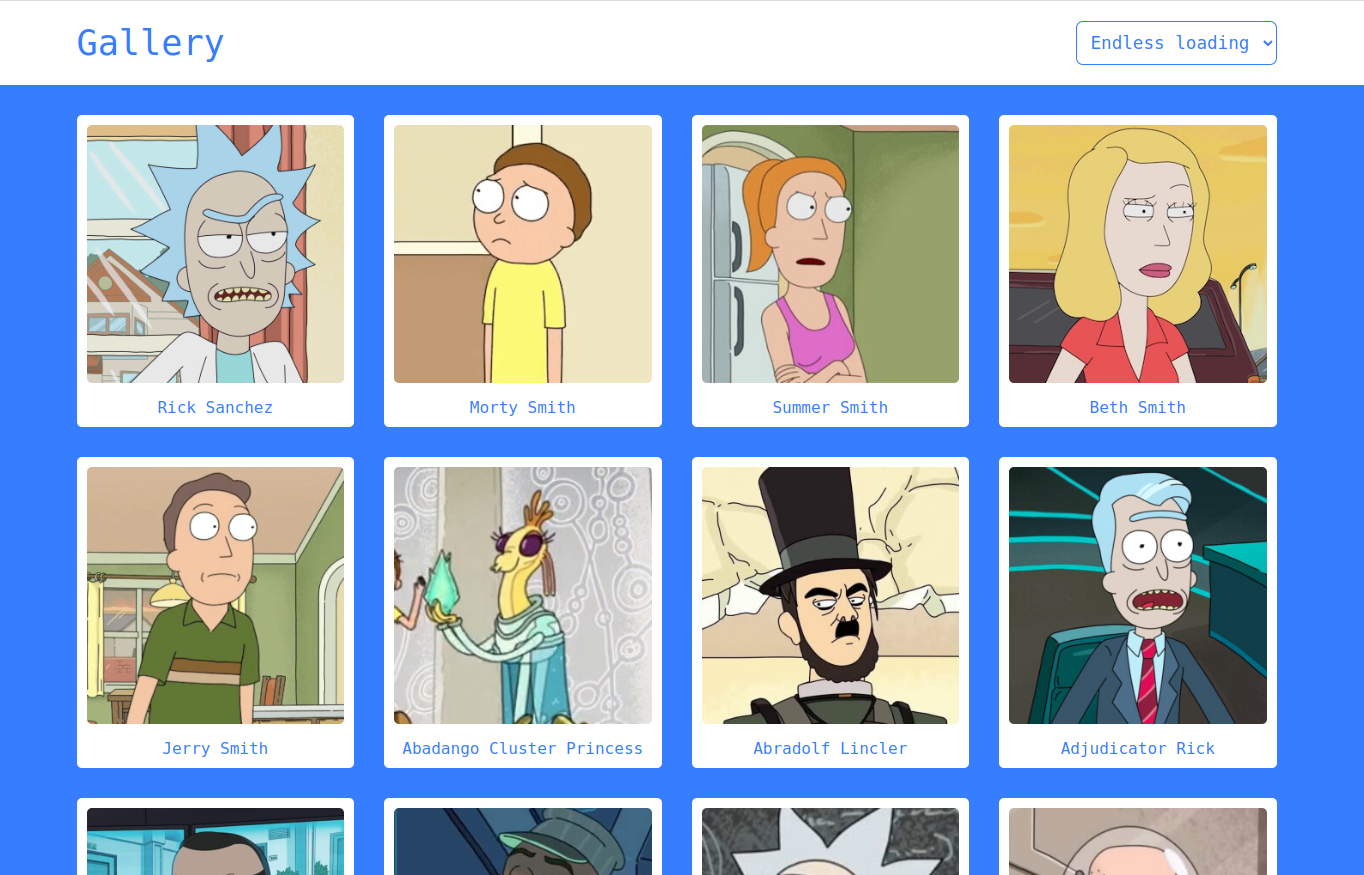 Gallery
Endless loading
Rick Sanchez
Morty Smith
Summer Smith
Beth Smith
Jerry Smith
Abadango Cluster Princess
Abradolf Lincler
Adjudicator Rick